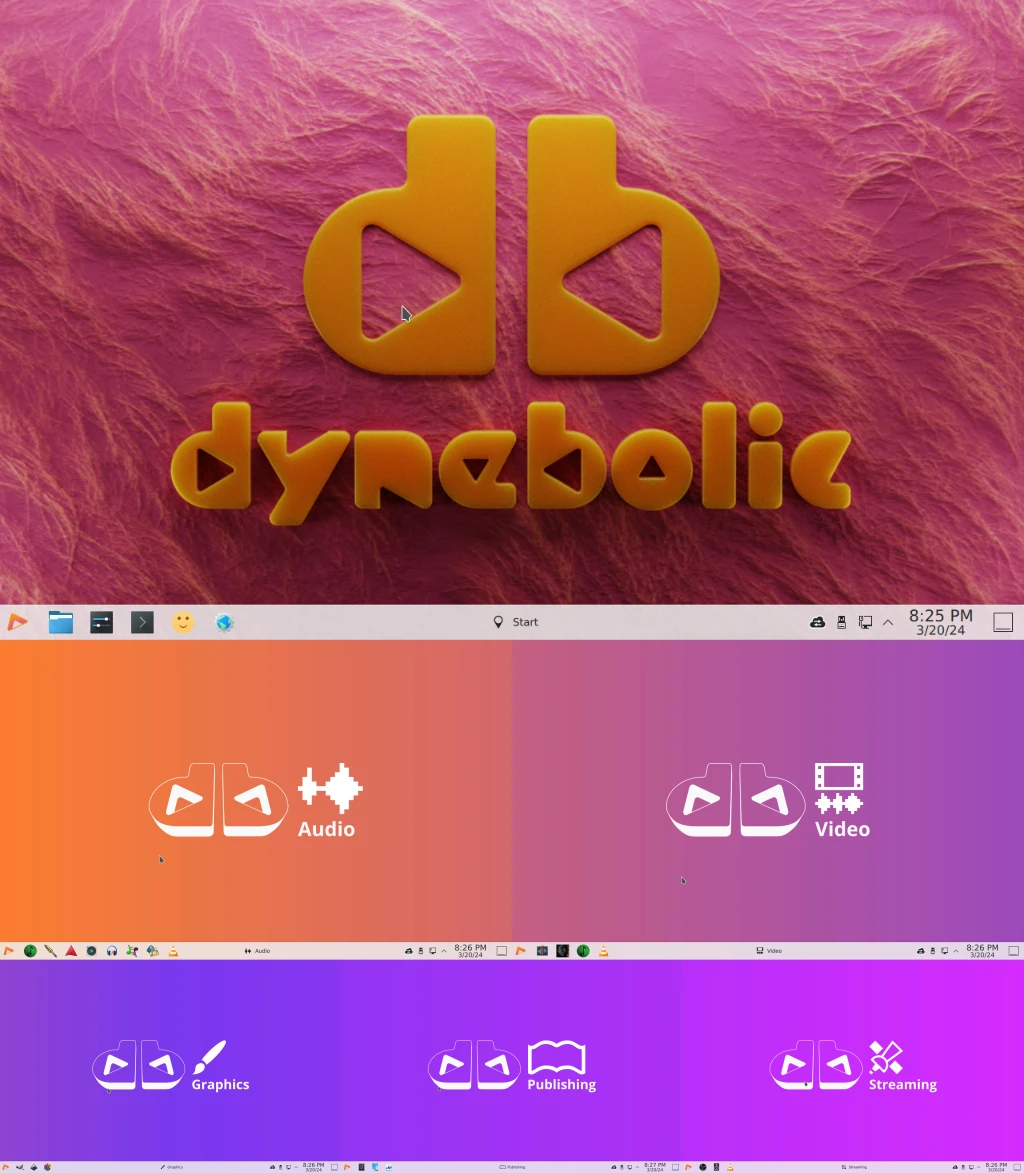 db
dynebolic
Start
8:25 PM
3/20/24
Audio
Video
Audio
8:26 PM
3/20/24
Video
8:26 PM
3/20/24
Graphics
Publishing
Streaming
Graphics
8:26 PM
3/20/24
Publishing
8:27 PM
3/20/24
Streaming
8:26 PM
3/20/24